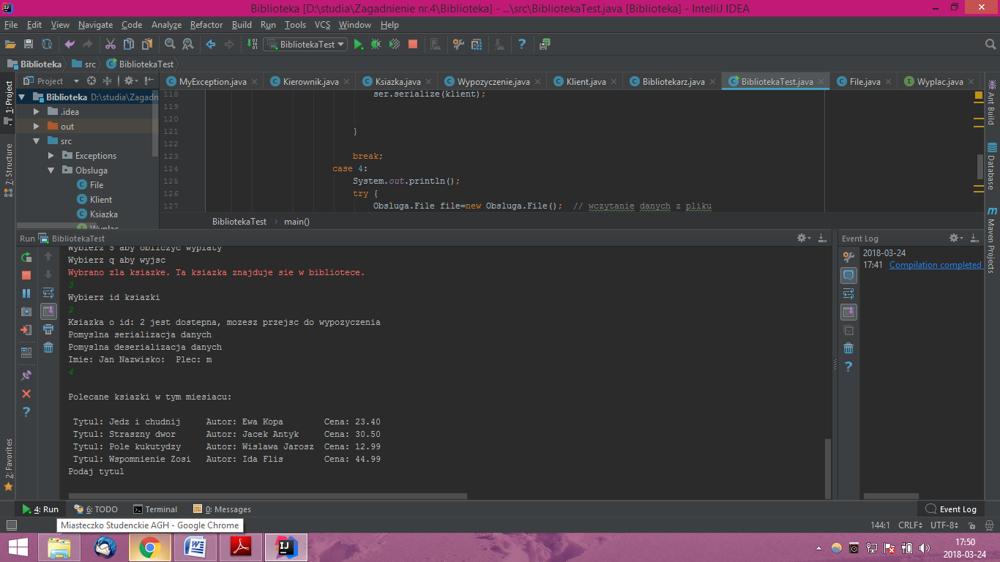 Biblioteka [D:\studia\Zagadnienie nr.4\Biblioteka] - ...\src\BibliotekaTest.java [Biblioteka] - IntelliJ IDEA
File Edit View Navigate Code Analyze Refactor Build Run Tools VCS Window Help
BibliotekaTest
Biblioteka src BibliotekaTest
Project
MyException.java Kierownik.java Ksiazka.java Wypozyczenie.java Klient.java Bibliotekarz.java BibliotekaTest.java File.java Wyplac.java
1: Project
7: Structure
2: Favorites
Biblioteka D:\studia\Zagadn
.idea
out
src
Exceptions
Obsluga
File
Klient
Ksiazka
Wyplac
118 ser.serialize(klient);
119
120
121 }
122
123 break;
124 case 4:
125 System.out.println();
126 try {
127 Obsluga.File file=new Obsluga.File(); // wczytanie danych z pliku
BibliotekaTest main()
Ant Build
Database
Maven Projects
Run BibliotekaTest
Wybierz 5 aby obliczyc wyplaty
Wybierz q aby wyjsc
Wybrano zla ksiazke. Ta ksiazka znajduje sie w bibliotece.
3
Wybierz id ksiazki
2
Ksiazka o id: 2 jest dostepna, mozesz przejsc do wypozyczenia
Pomyslna serializacja danych
Pomyslna deserializacja danych
Imie: Jan Nazwisko: Plec: m
4
Polecane ksiazki w tym miesiacu:
Tytul: Jedz i chudnij Autor: Ewa Kopa Cena: 23.40
Tytul: Straszny dwor Autor: Jacek Antyk Cena: 30.50
Tytul: Pole kukutydzy Autor: Wislawa Jarosz Cena: 12.99
Tytul: Wspomnienie Zosi Autor: Ida Flis Cena: 44.99
Podaj tytul
Event Log
2018-03-24
17:41 Compilation completed
4: Run 6: TODO Terminal 0: Messages Event Log
Miasteczko Studenckie AGH - Google Chrome
144:1 CRLF UTF-8
17:50
2018-03-24